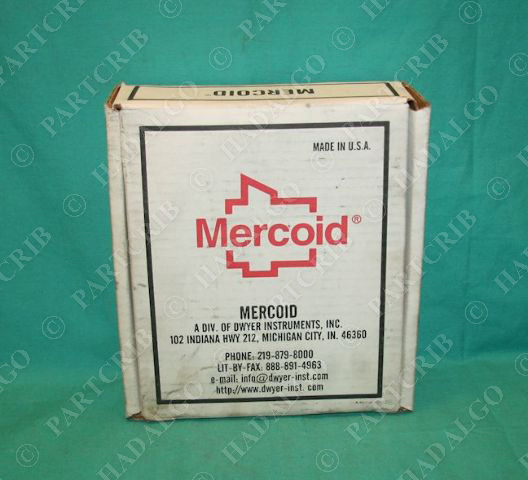 MERCOID
MADE IN U.S.A.
Mercoid®
MERCOID
A DIV. OF DWYER INSTRUMENTS, INC.
102 INDIANA HWY 212, MICHIGAN CITY, IN. 46360
PHONE: 219-879-8000
LIT-BY-FAX: 888-891-4963
e-mail: info@dwyer-inst.com
http://www.dwyer-inst. com
© PARTCRIB
© HADALGO